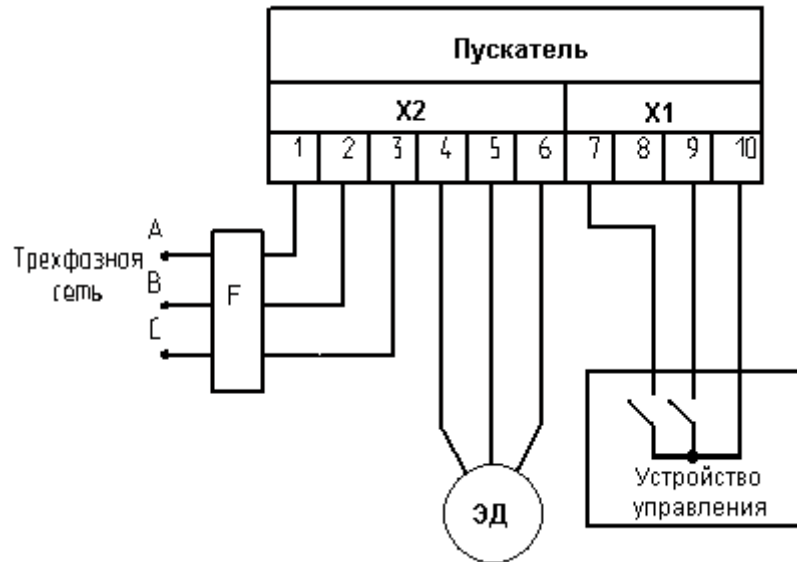 Пускатель
X2 X1
1 2 3 4 5 6 7 8 9 10
A
Трехфазная
сеть
B
F
C
ЭД
Устройство
управления